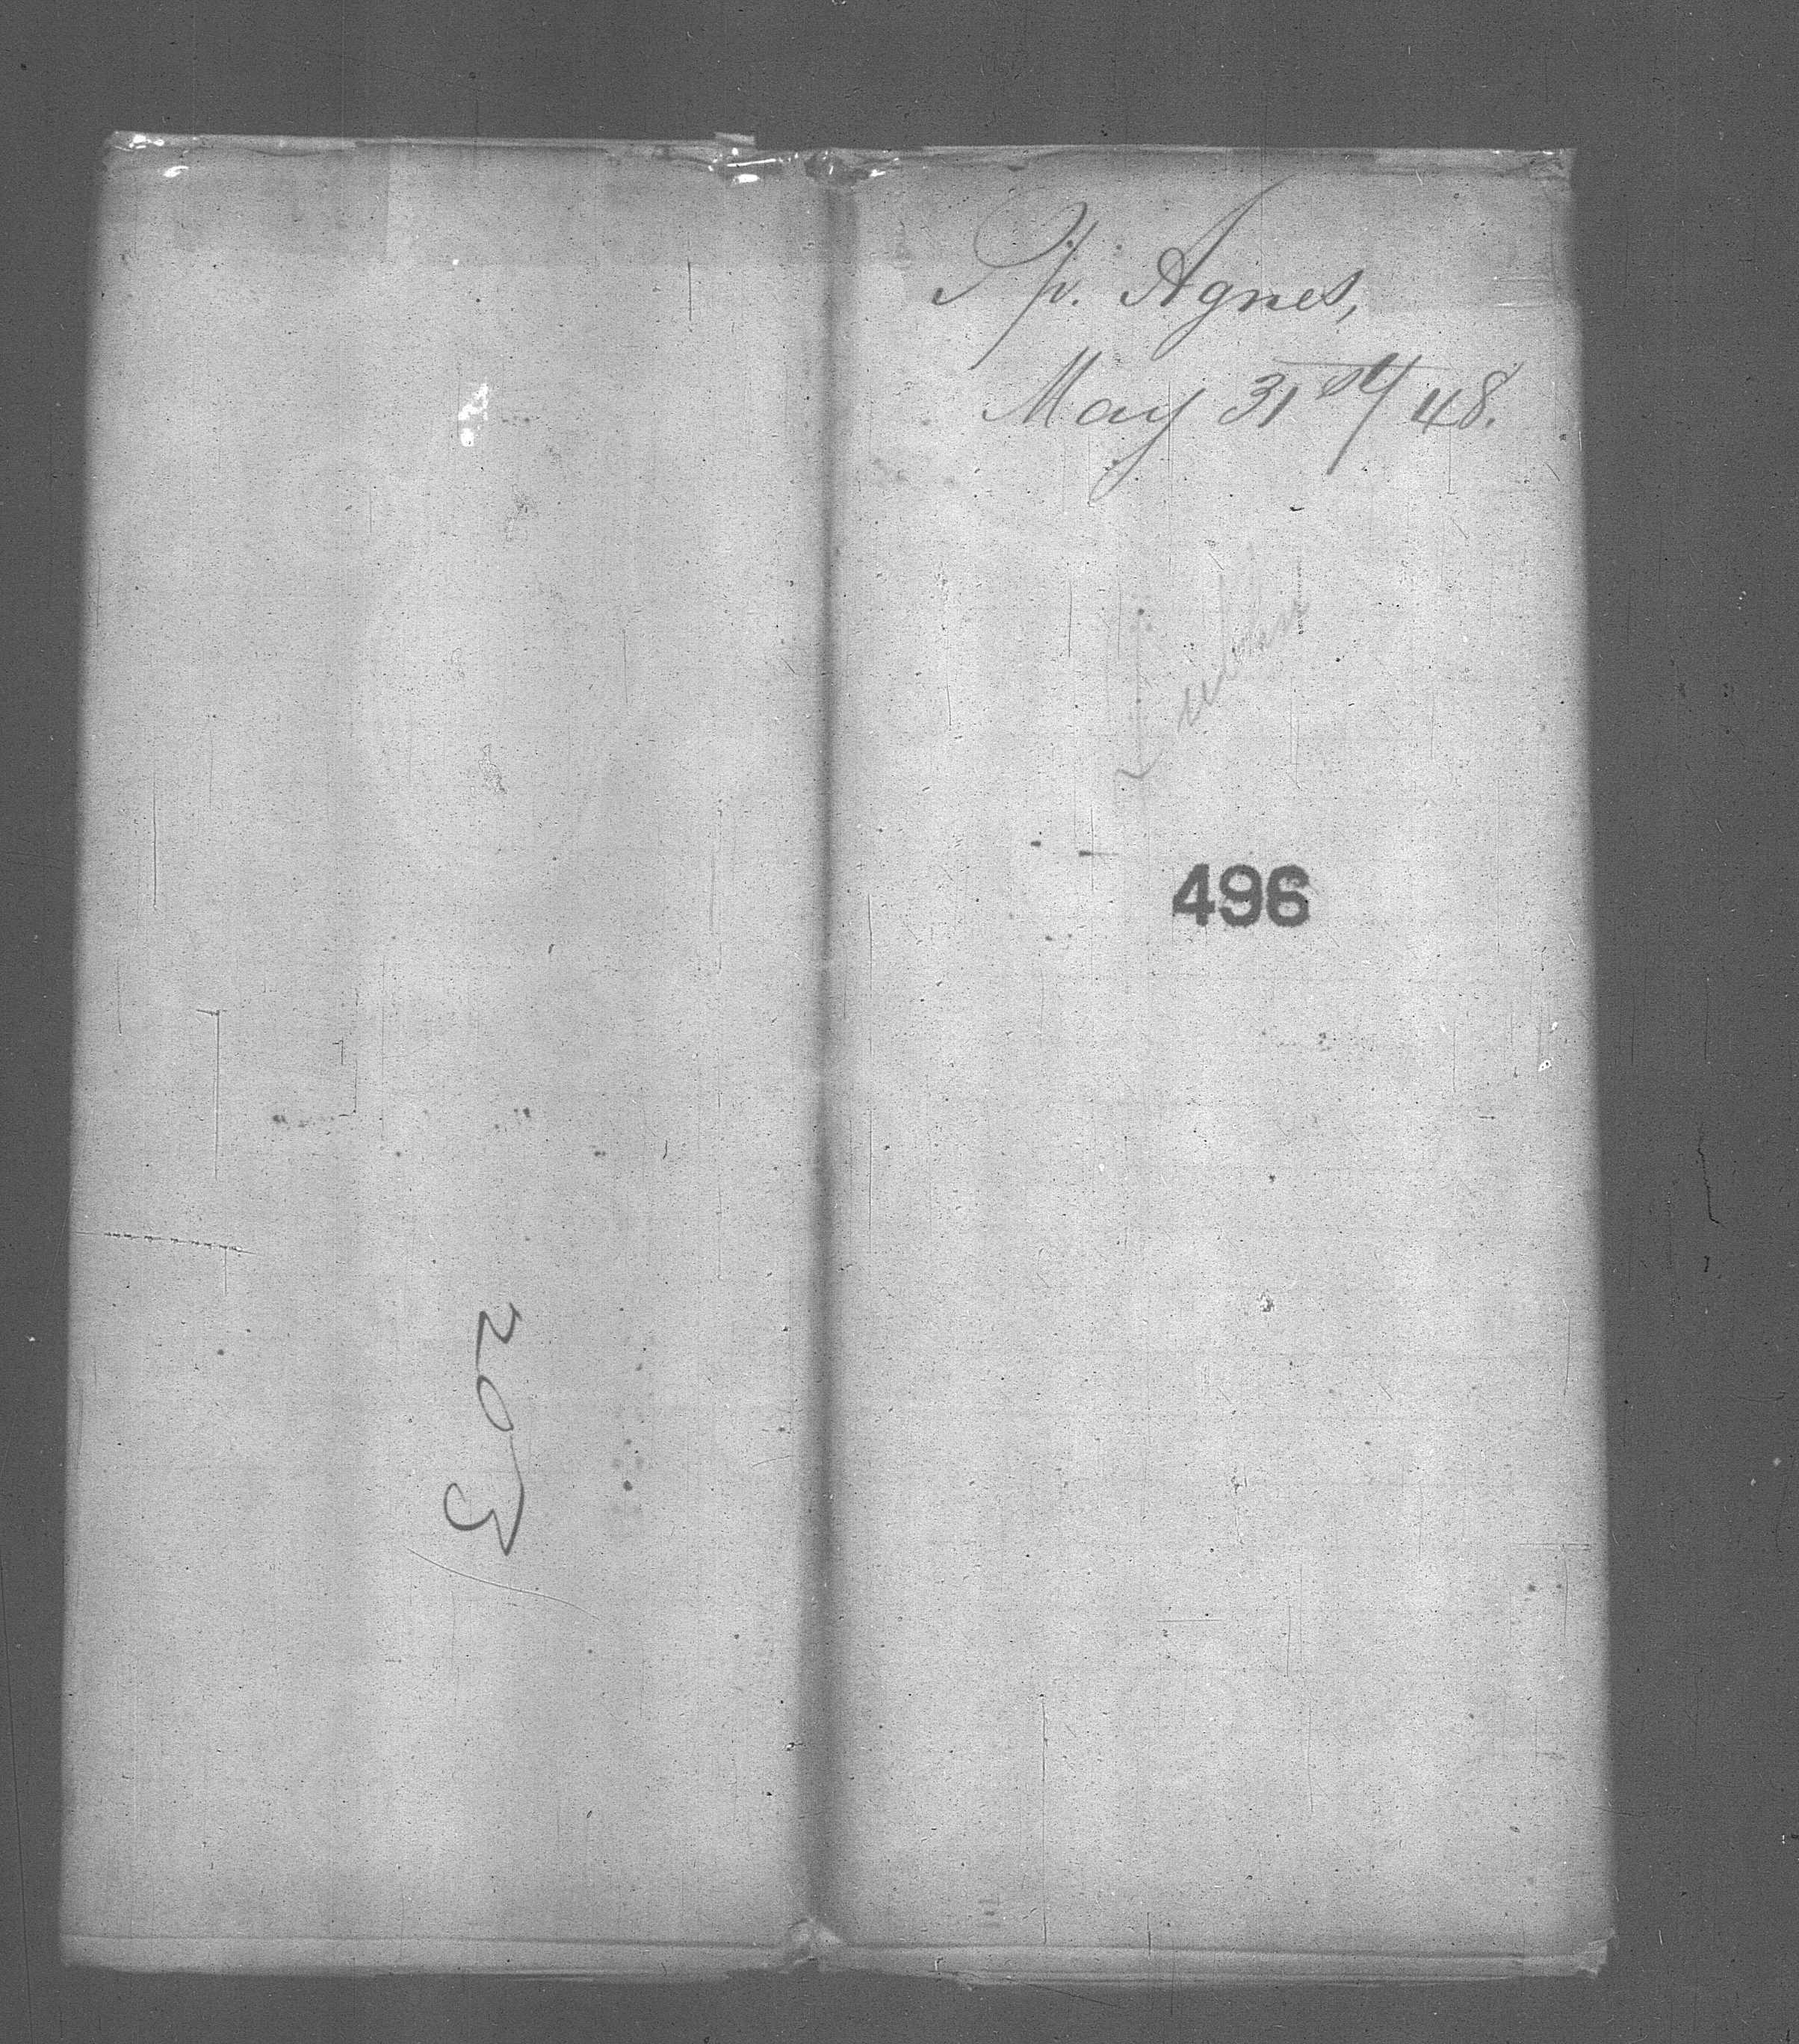 Sp. Agnes,
May 31st/48.
496
203